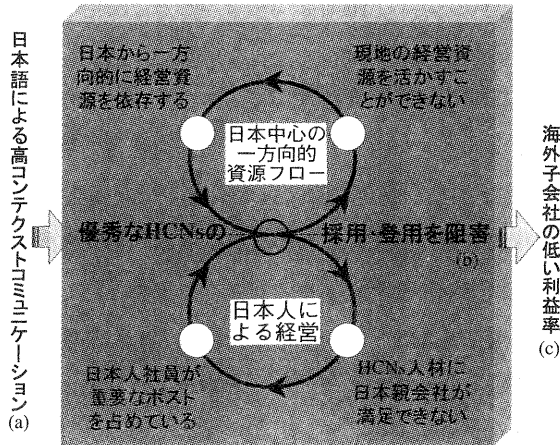 日本語による高コンテクストコミュニケーション
(a)
日本から一方
向的に経営資
源を依存する
現地の経営資
源を活かすこ
とができない
日本中心の
一方向的
資源フロー
優秀なHCNsの 採用・登用を阻害
(b)
日本人に
よる経営
日本人社員が
重要なポスト
を占めている
HCNs人材に
日本親会社が
満足できない
海外子会社の低い利益率
(c)